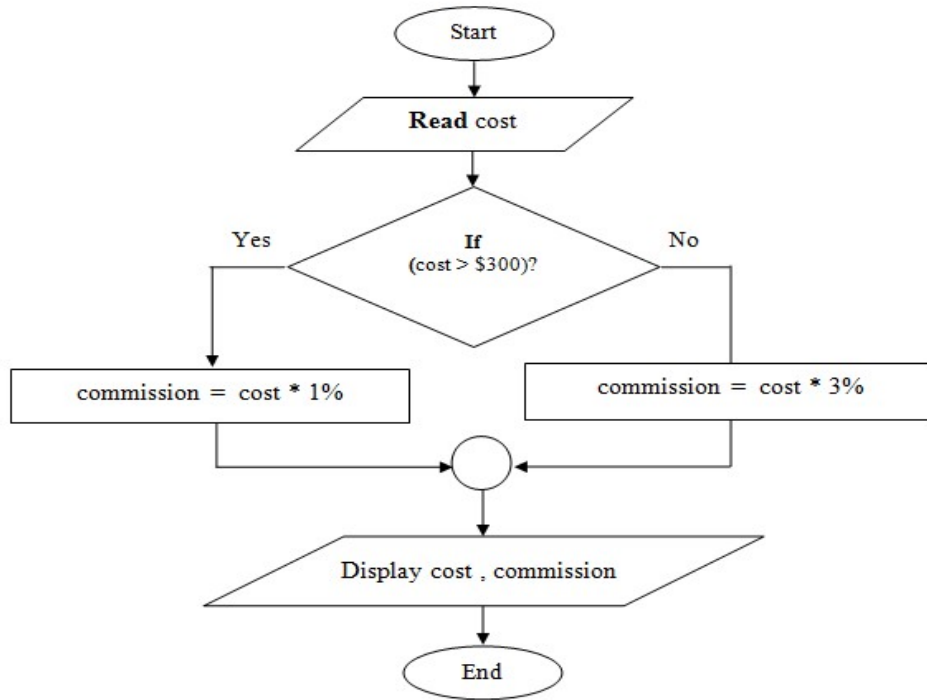 Start
Read cost
Yes
If
(cost > $300)?
No
commission = cost * 1%
commission = cost * 3%
Display cost , commission
End